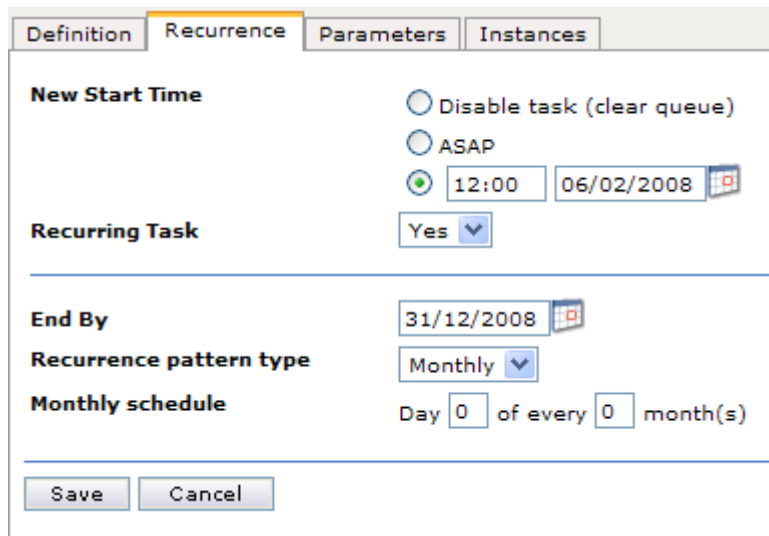 Definition Recurrence Parameters Instances
New Start Time
Disable task (clear queue)
ASAP
12:00 06/02/2008
Recurring Task Yes
End By 31/12/2008
Recurrence pattern type Monthly
Monthly schedule Day 0 of every 0 month(s)
Save Cancel